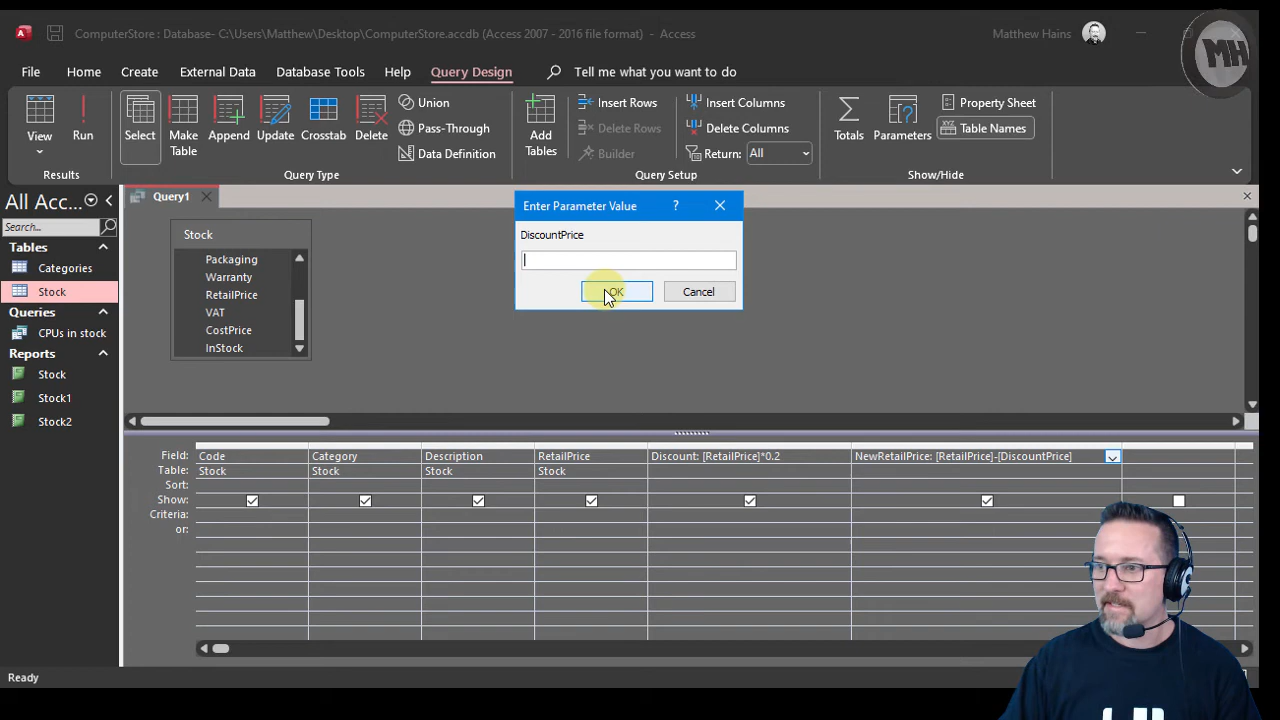 ComputerStore : Database- C:\Users\Matthew\Desktop\ComputerStore.accdb (Access 2007 - 2016 file format) - Access
Matthew Hains
MH
File Home Create External Data Database Tools Help Query Design Tell me what you want to do
View
Run
Results
Select
Make
Table
Append
Update
Crosstab
Delete
Union
Pass-Through
Data Definition
Query Type
Add
Tables
Insert Rows
Delete Rows
Builder
Insert Columns
Delete Columns
Return: All
Query Setup
Totals
Parameters
Property Sheet
Table Names
Show/Hide
All Acc...
Search...
Tables
Categories
Stock
Queries
CPUs in stock
Reports
Stock
Stock1
Stock2
Query1
Stock
Packaging
Warranty
RetailPrice
VAT
CostPrice
InStock
Enter Parameter Value ?
DiscountPrice
OK Cancel
Field: Code Category Description RetailPrice Discount: [RetailPrice]*0.2 NewRetailPrice: [RetailPrice]-[DiscountPrice]
Table: Stock Stock Stock Stock
Sort:
Show:
Criteria:
or:
Ready